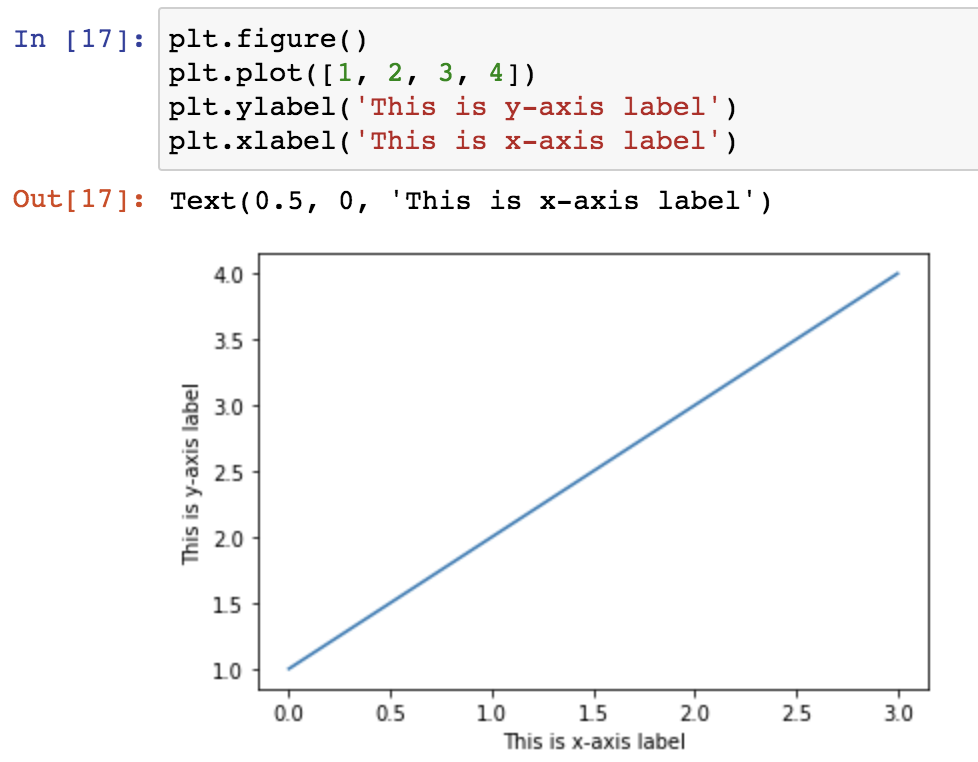 In [17]: plt.figure()
plt.plot([1, 2, 3, 4])
plt.ylabel('This is y-axis label')
plt.xlabel('This is x-axis label')
Out[17]: Text(0.5, 0, 'This is x-axis label')
4.0
3.5
3.0
2.5
2.0
1.5
1.0
This is y-axis label
0.0 0.5 1.0 1.5 2.0 2.5 3.0
This is x-axis label